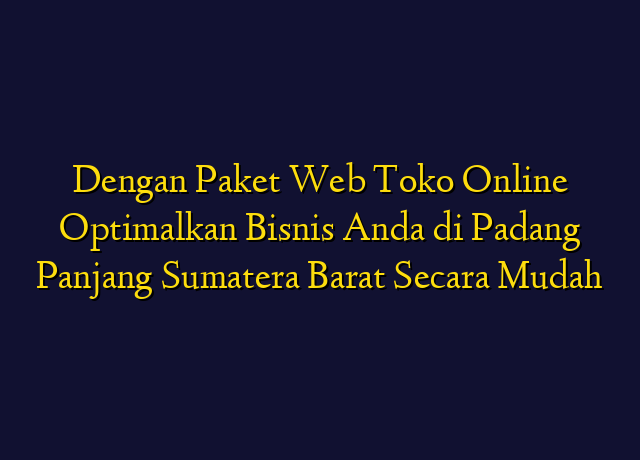 Dengan Paket Web Toko Online
Optimalkan Bisnis Anda di Padang
Panjang Sumatera Barat Secara Mudah